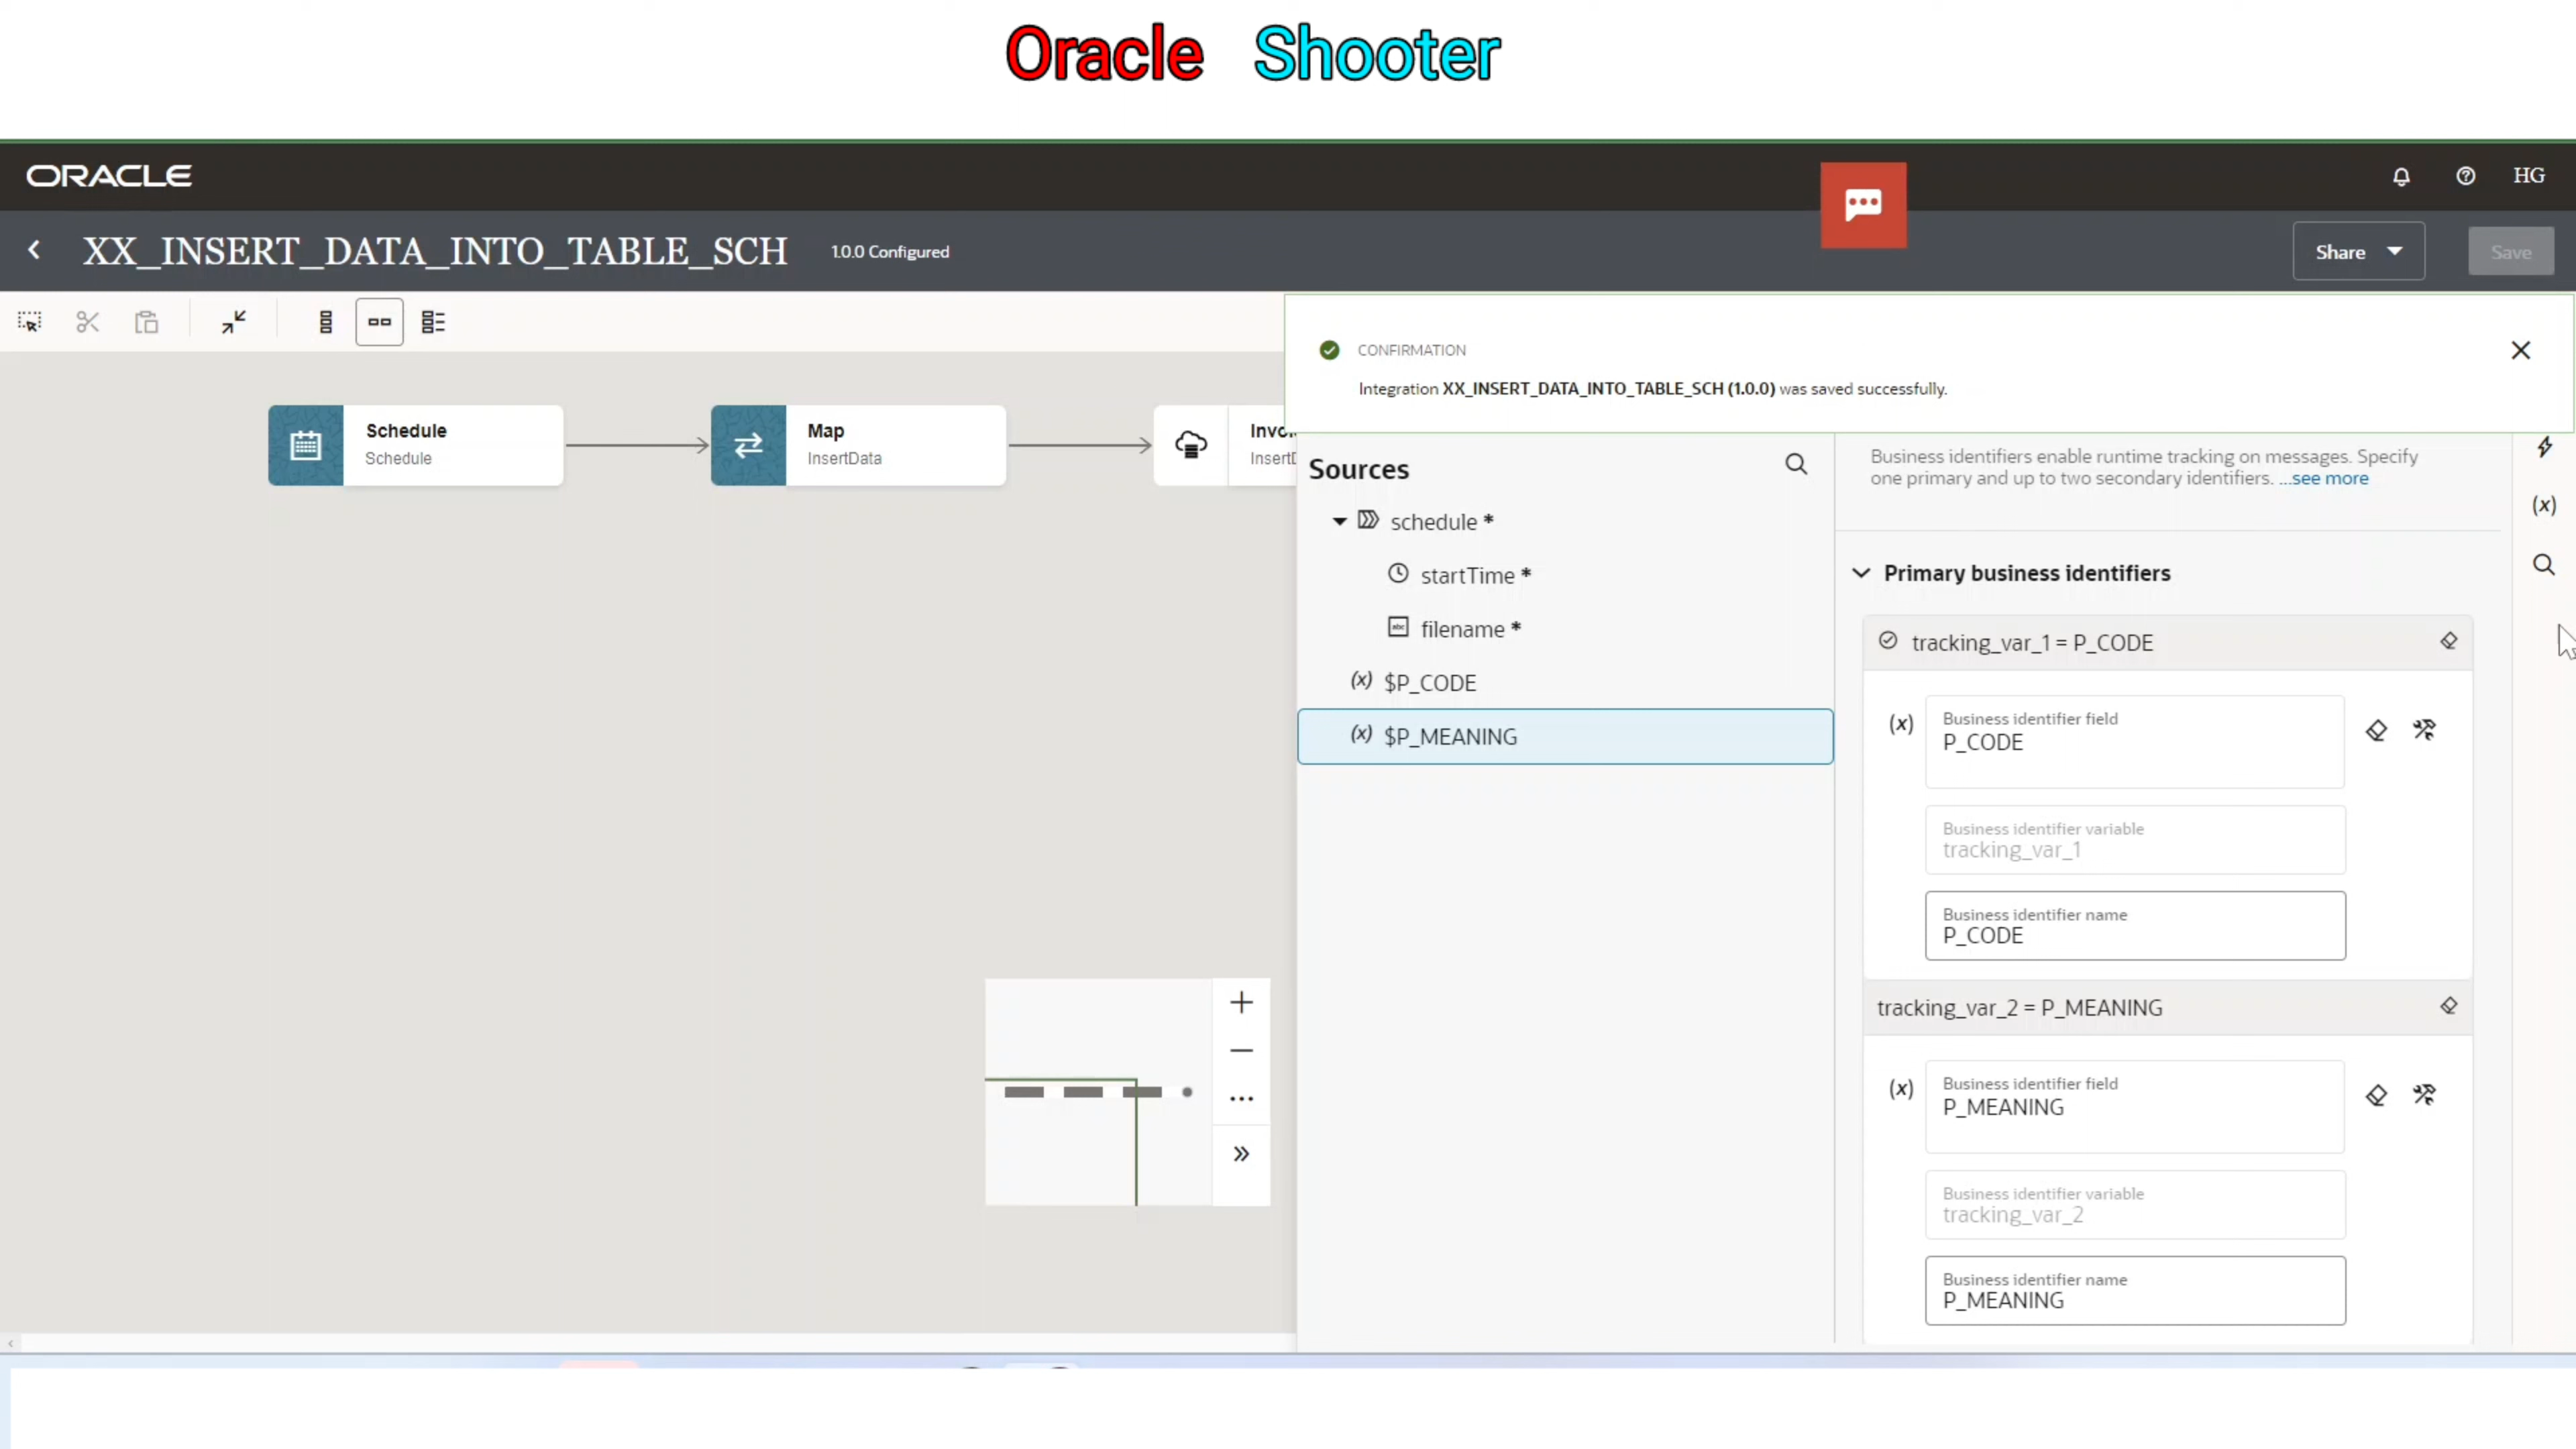 Oracle Shooter
ORACLE
HG
XX_INSERT_DATA_INTO_TABLE_SCH
1.0.0 Configured
Share
Save
CONFIRMATION
Integration XX_INSERT_DATA_INTO_TABLE_SCH (1.0.0) was saved successfully.
Schedule
Schedule
Map
InsertData
Sources
schedule *
startTime *
filename *
(x) $P_CODE
(x) $P_MEANING
Business identifiers enable runtime tracking on messages. Specify
one primary and up to two secondary identifiers. ...see more
(x)
Primary business identifiers
tracking_var_1 = P_CODE
(x)
Business identifier field
P_CODE
Business identifier variable
tracking_var_1
Business identifier name
P_CODE
tracking_var_2 = P_MEANING
(x)
Business identifier field
P_MEANING
Business identifier variable
tracking_var_2
Business identifier name
P_MEANING